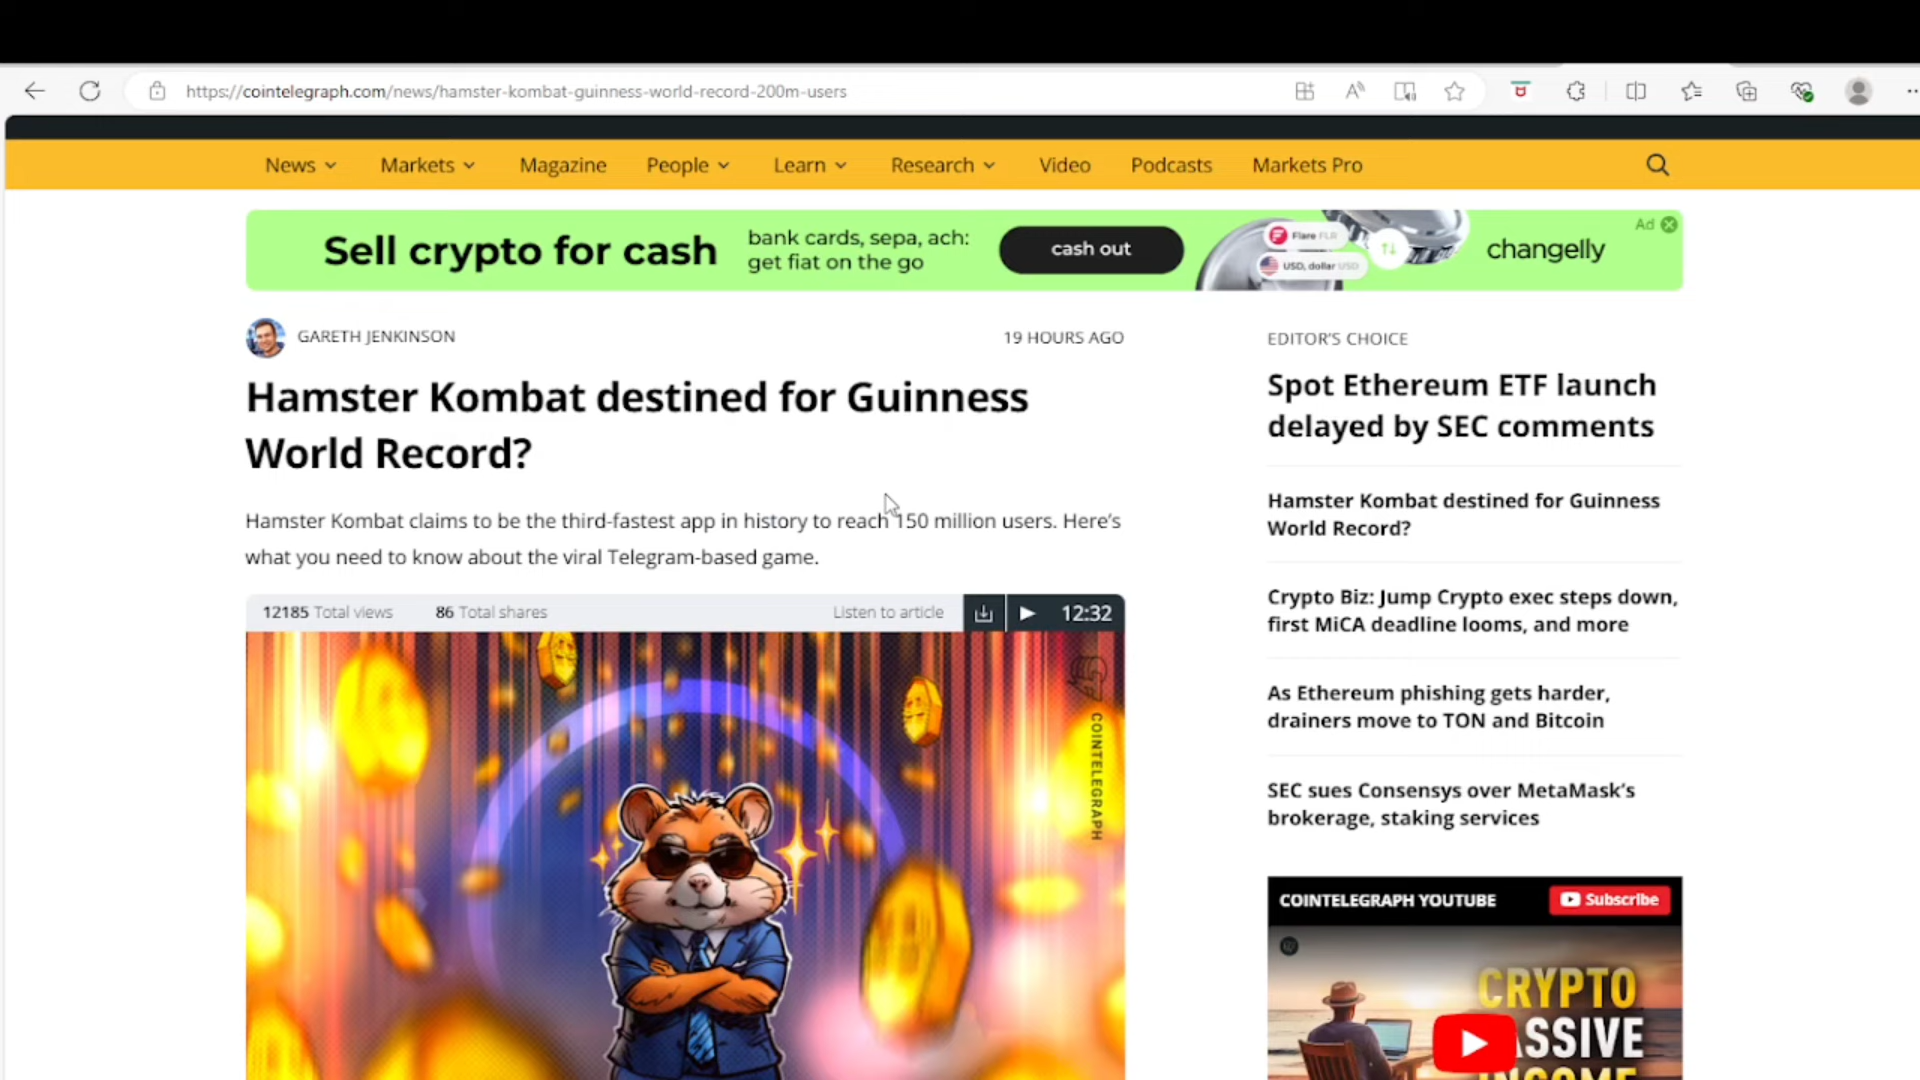 https://cointelegraph.com/news/hamster-kombat-guinness-world-record-200m-users
News Markets Magazine People Learn Research Video Podcasts Markets Pro
Sell crypto for cash
bank cards, sepa, ach:
get fiat on the go
cash out
Flare FLR
USD, dollar USD
changelly
Ad
GARETH JENKINSON
19 HOURS AGO
Hamster Kombat destined for Guinness
World Record?
Hamster Kombat claims to be the third-fastest app in history to reach 150 million users. Here's
what you need to know about the viral Telegram-based game.
12185 Total views 86 Total shares Listen to article 12:32
COINTELEGRAPH
EDITOR'S CHOICE
Spot Ethereum ETF launch
delayed by SEC comments
Hamster Kombat destined for Guinness
World Record?
Crypto Biz: Jump Crypto exec steps down,
first MiCA deadline looms, and more
As Ethereum phishing gets harder,
drainers move to TON and Bitcoin
SEC sues Consensys over MetaMask's
brokerage, staking services
COINTELEGRAPH YOUTUBE
Subscribe
CRYPTO
ASSIVE
INCOME